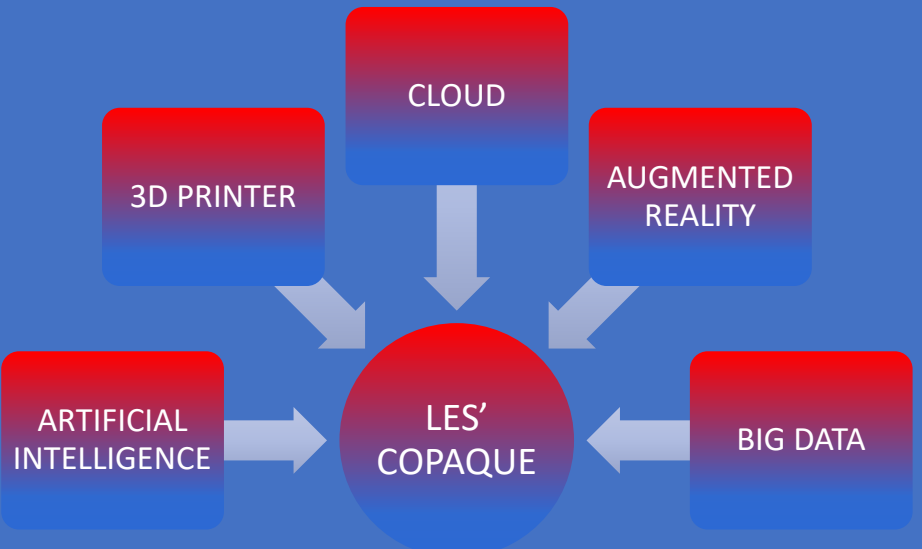 CLOUD
3D PRINTER
AUGMENTED
REALITY
ARTIFICIAL
INTELLIGENCE
LES’
COPAQUE
BIG DATA